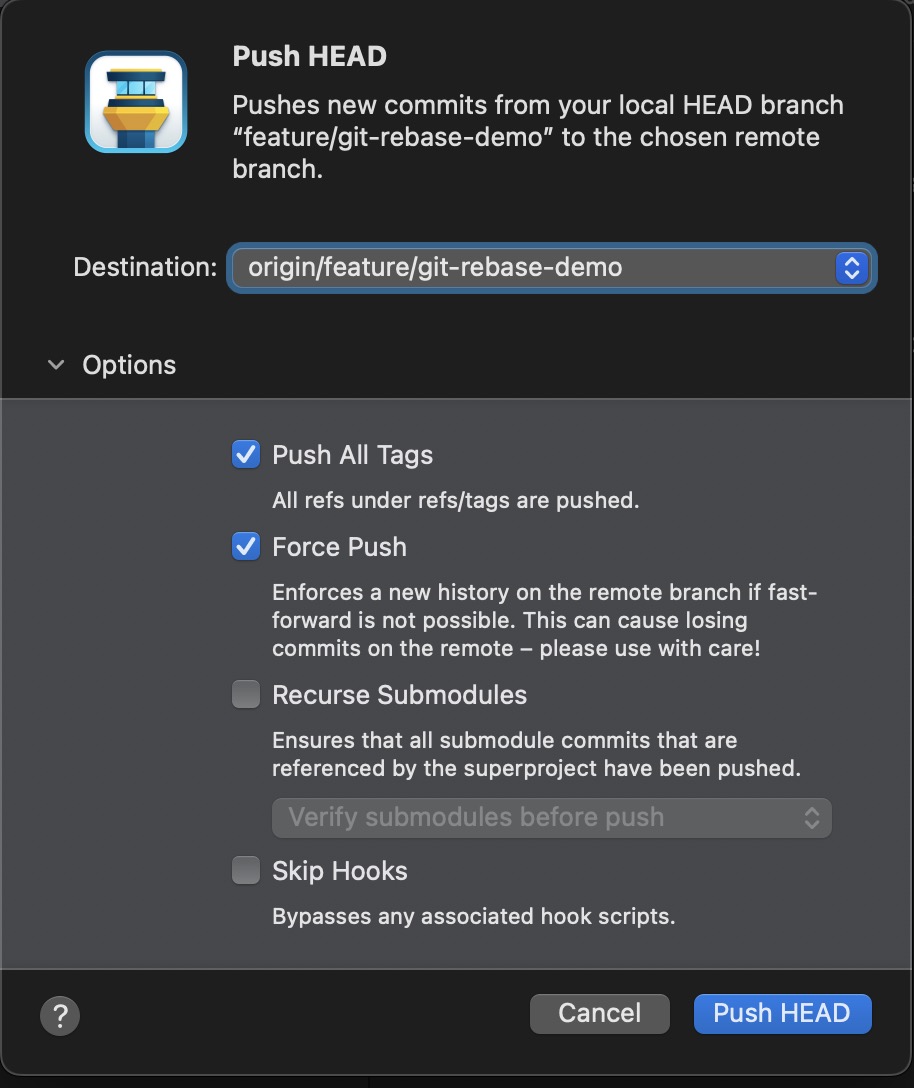 Push HEAD
Pushes new commits from your local HEAD branch
“feature/git-rebase-demo” to the chosen remote
branch.
Destination: origin/feature/git-rebase-demo
Options
Push All Tags
All refs under refs/tags are pushed.
Force Push
Enforces a new history on the remote branch if fast-
forward is not possible. This can cause losing
commits on the remote – please use with care!
Recurse Submodules
Ensures that all submodule commits that are
referenced by the superproject have been pushed.
Verify submodules before push
Skip Hooks
Bypasses any associated hook scripts.
? Cancel Push HEAD